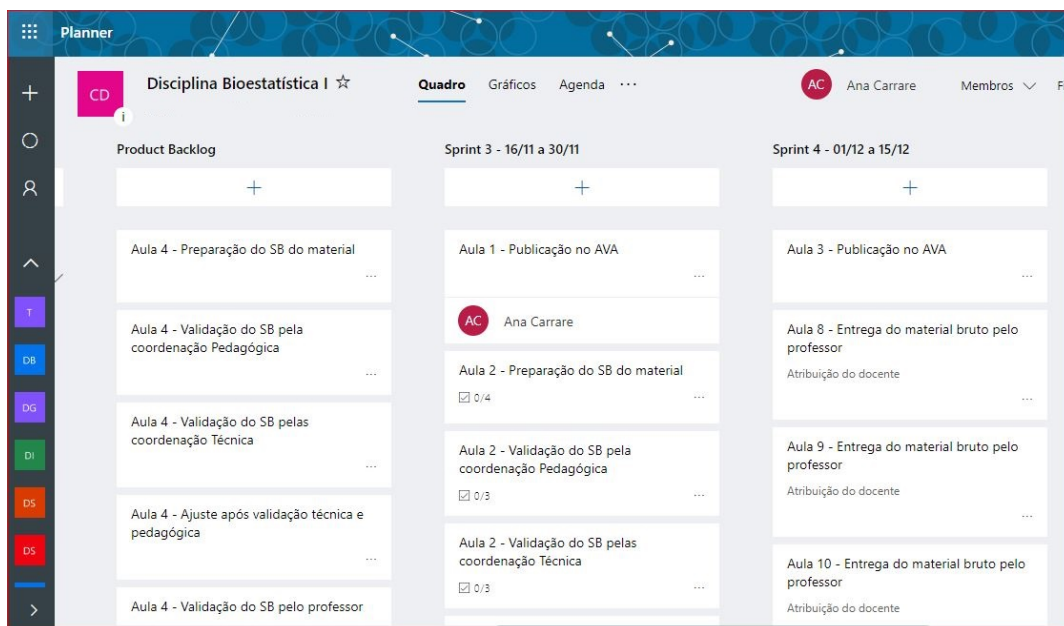 Planner
CD
i
Disciplina Bioestatística I
Quadro
Gráficos
Agenda
AC
Ana Carrare
Membros
T
DB
DG
DI
DS
DS
Product Backlog
Aula 4 - Preparação do SB do material
Aula 4 - Validação do SB pela
coordenação Pedagógica
Aula 4 - Validação do SB pelas
coordenação Técnica
Aula 4 - Ajuste após validação técnica e
pedagógica
Aula 4 - Validação do SB pelo professor
Sprint 3 - 16/11 a 30/11
Aula 1 - Publicação no AVA
AC
Ana Carrare
Aula 2 - Preparação do SB do material
0/4
Aula 2 - Validação do SB pela
coordenação Pedagógica
0/3
Aula 2 - Validação do SB pelas
coordenação Técnica
0/3
Sprint 4 - 01/12 a 15/12
Aula 3 - Publicação no AVA
Aula 8 - Entrega do material bruto pelo
professor
Atribuição do docente
Aula 9 - Entrega do material bruto pelo
professor
Atribuição do docente
Aula 10 - Entrega do material bruto pelo
professor
Atribuição do docente